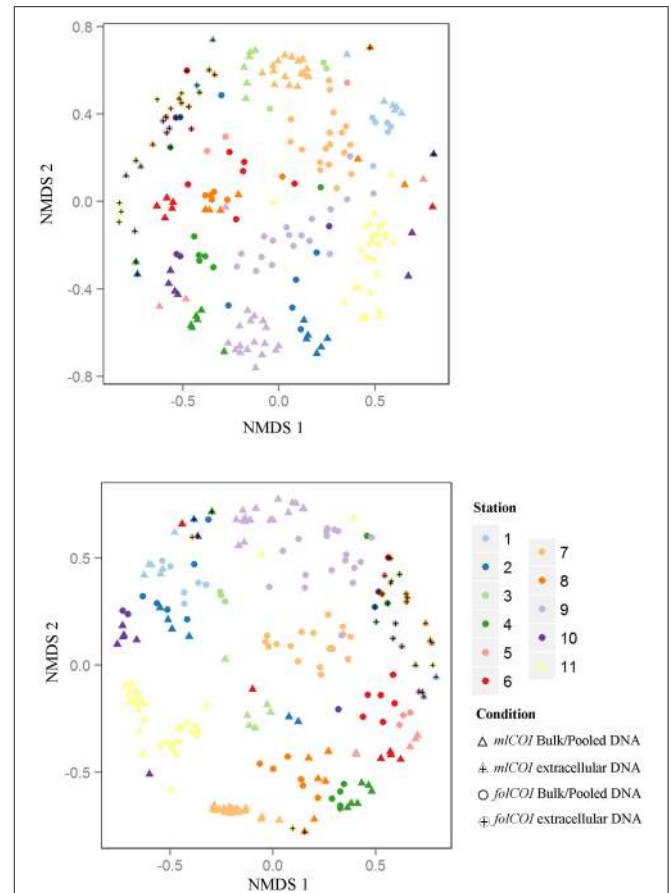 0.8
0.4
NMDS 2
0.0
-0.4
-0.8
-0.5 0.0 0.5
NMDS 1
0.5
NMDS 2
0.0
-0.5
-0.5 0.0 0.5
NMDS 1
Station
1 7
2 8
3 9
4 10
5 11
6
Condition
mlCOI Bulk/Pooled DNA
mlCOI extracellular DNA
folCOI Bulk/Pooled DNA
folCOI extracellular DNA